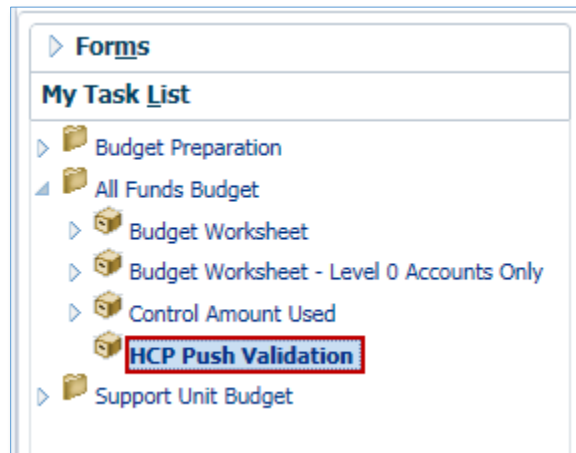 Forms
My Task List
Budget Preparation
All Funds Budget
Budget Worksheet
Budget Worksheet - Level 0 Accounts Only
Control Amount Used
HCP Push Validation
Support Unit Budget